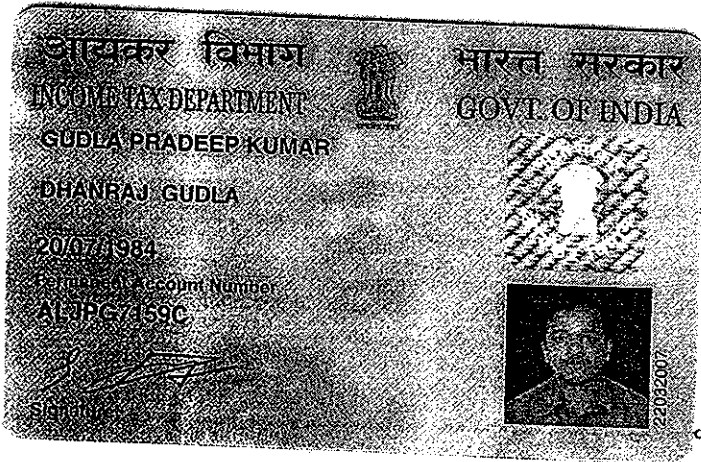 आयकर विभाग
भारत सरकार
INCOME TAX DEPARTMENT
GOVT. OF INDIA
GUDLA PRADEEP KUMAR
DHANRAJ GUDLA
20/07/1984
Permanent Account Number
ALJPG7159C
Signature
22032007